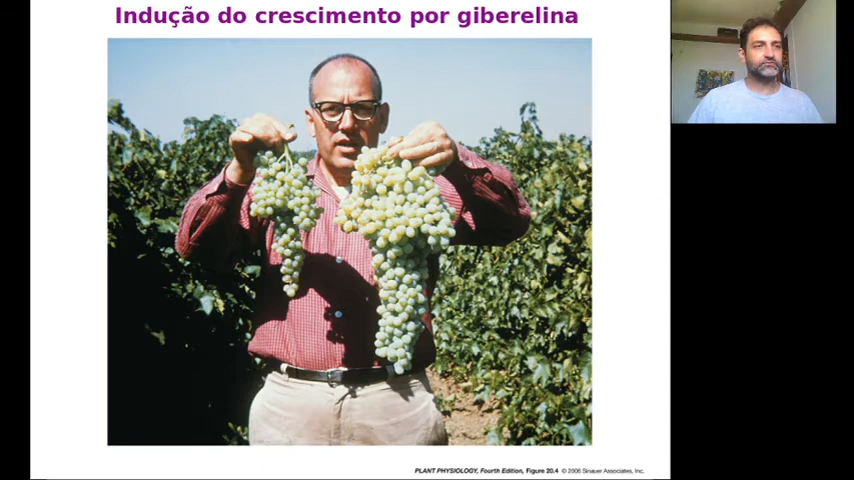 Indução do crescimento por giberelina
PLANT PHYSIOLOGY, Fourth Edition, Figure 20.4 © 2006 Sinauer Associates, Inc.